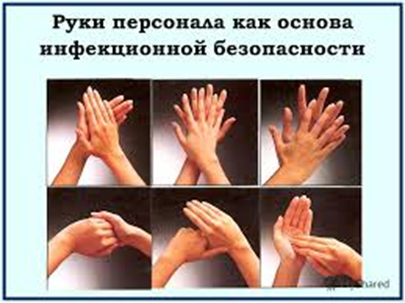 Руки персонала как основа
инфекционной безопасности